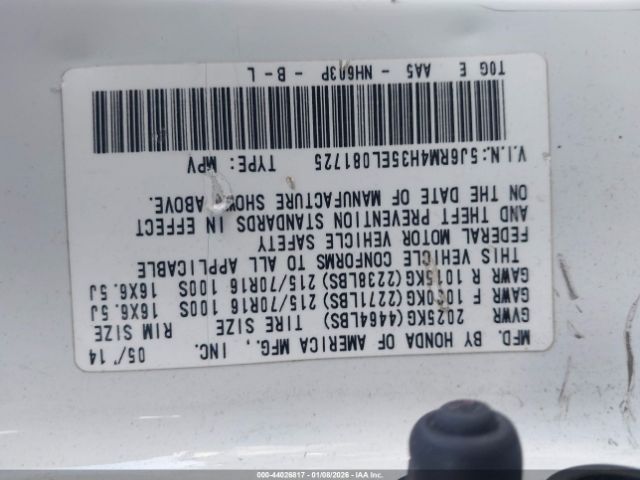 MFD. BY HONDA OF AMERICA MFG., INC. 05/14
GVWR 2025KG(4464LBS) TIRE SIZE RIM SIZE
GAWR F 1030KG(2271LBS) 215/70R16 100S 16X6.5J
GAWR R 1015KG(2238LBS) 215/70R16 100S 16X6.5J
THIS VEHICLE CONFORMS TO ALL APPLICABLE
FEDERAL MOTOR VEHICLE SAFETY
AND THEFT PREVENTION STANDARDS IN EFFECT
ON THE DATE OF MANUFACTURE SHOWN ABOVE.
V.I.N.:5J6RM4H35EL081725 TYPE: MPV
T0G E AA5 - NH603P - B - L
000-44026817 - 01/08/2026 - IAAI, Inc.